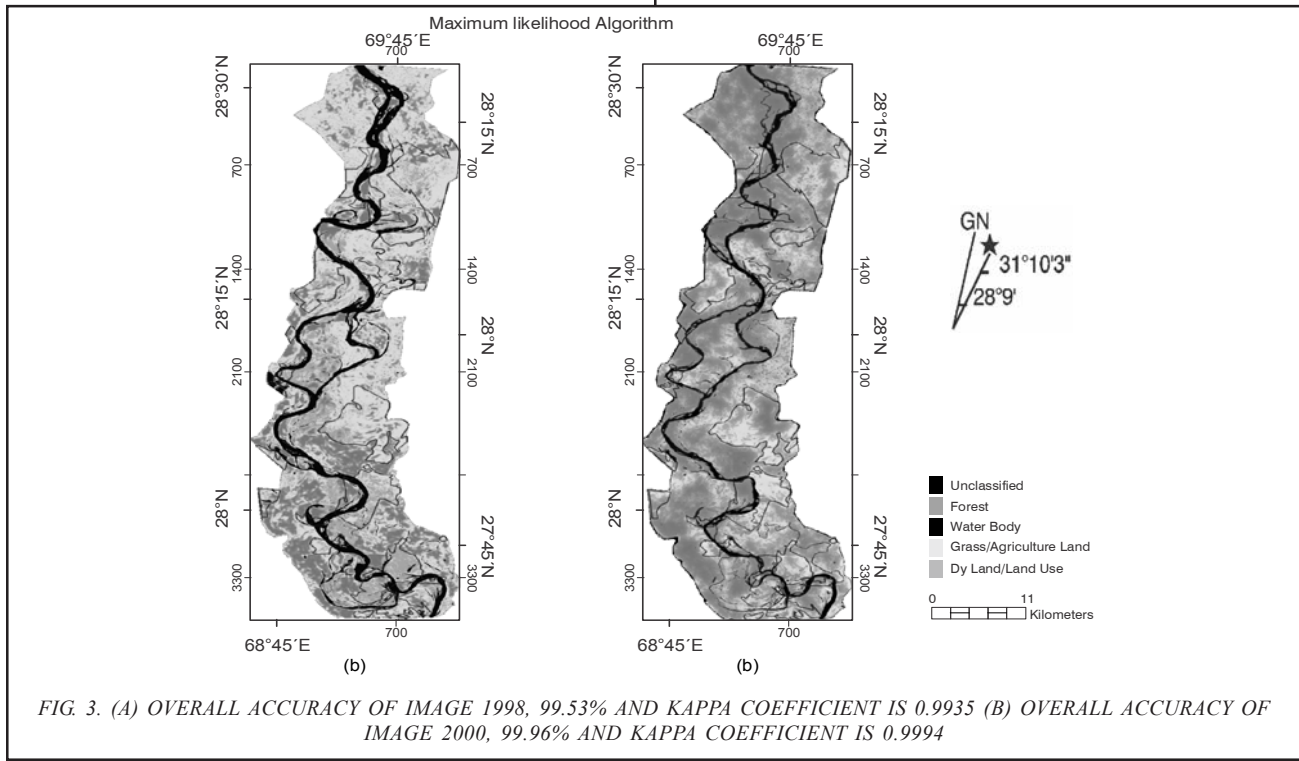 Maximum likelihood Algorithm
69°45´E
700
28°30´N
28°15´N
700
700
1400
1400
28°15´N
28°N
2100
2100
28°N
27°45´N
3300
3300
68°45´E
700
(b)
69°45´E
700
28°30´N
28°15´N
700
700
1400
1400
28°15´N
28°N
2100
2100
28°N
27°45´N
3300
3300
68°45´E
700
(b)
GN
31°10'3"
28°9'
Unclassified
Forest
Water Body
Grass/Agriculture Land
Dy Land/Land Use
0 11
Kilometers
FIG. 3. (A) OVERALL ACCURACY OF IMAGE 1998, 99.53% AND KAPPA COEFFICIENT IS 0.9935 (B) OVERALL ACCURACY OF
IMAGE 2000, 99.96% AND KAPPA COEFFICIENT IS 0.9994